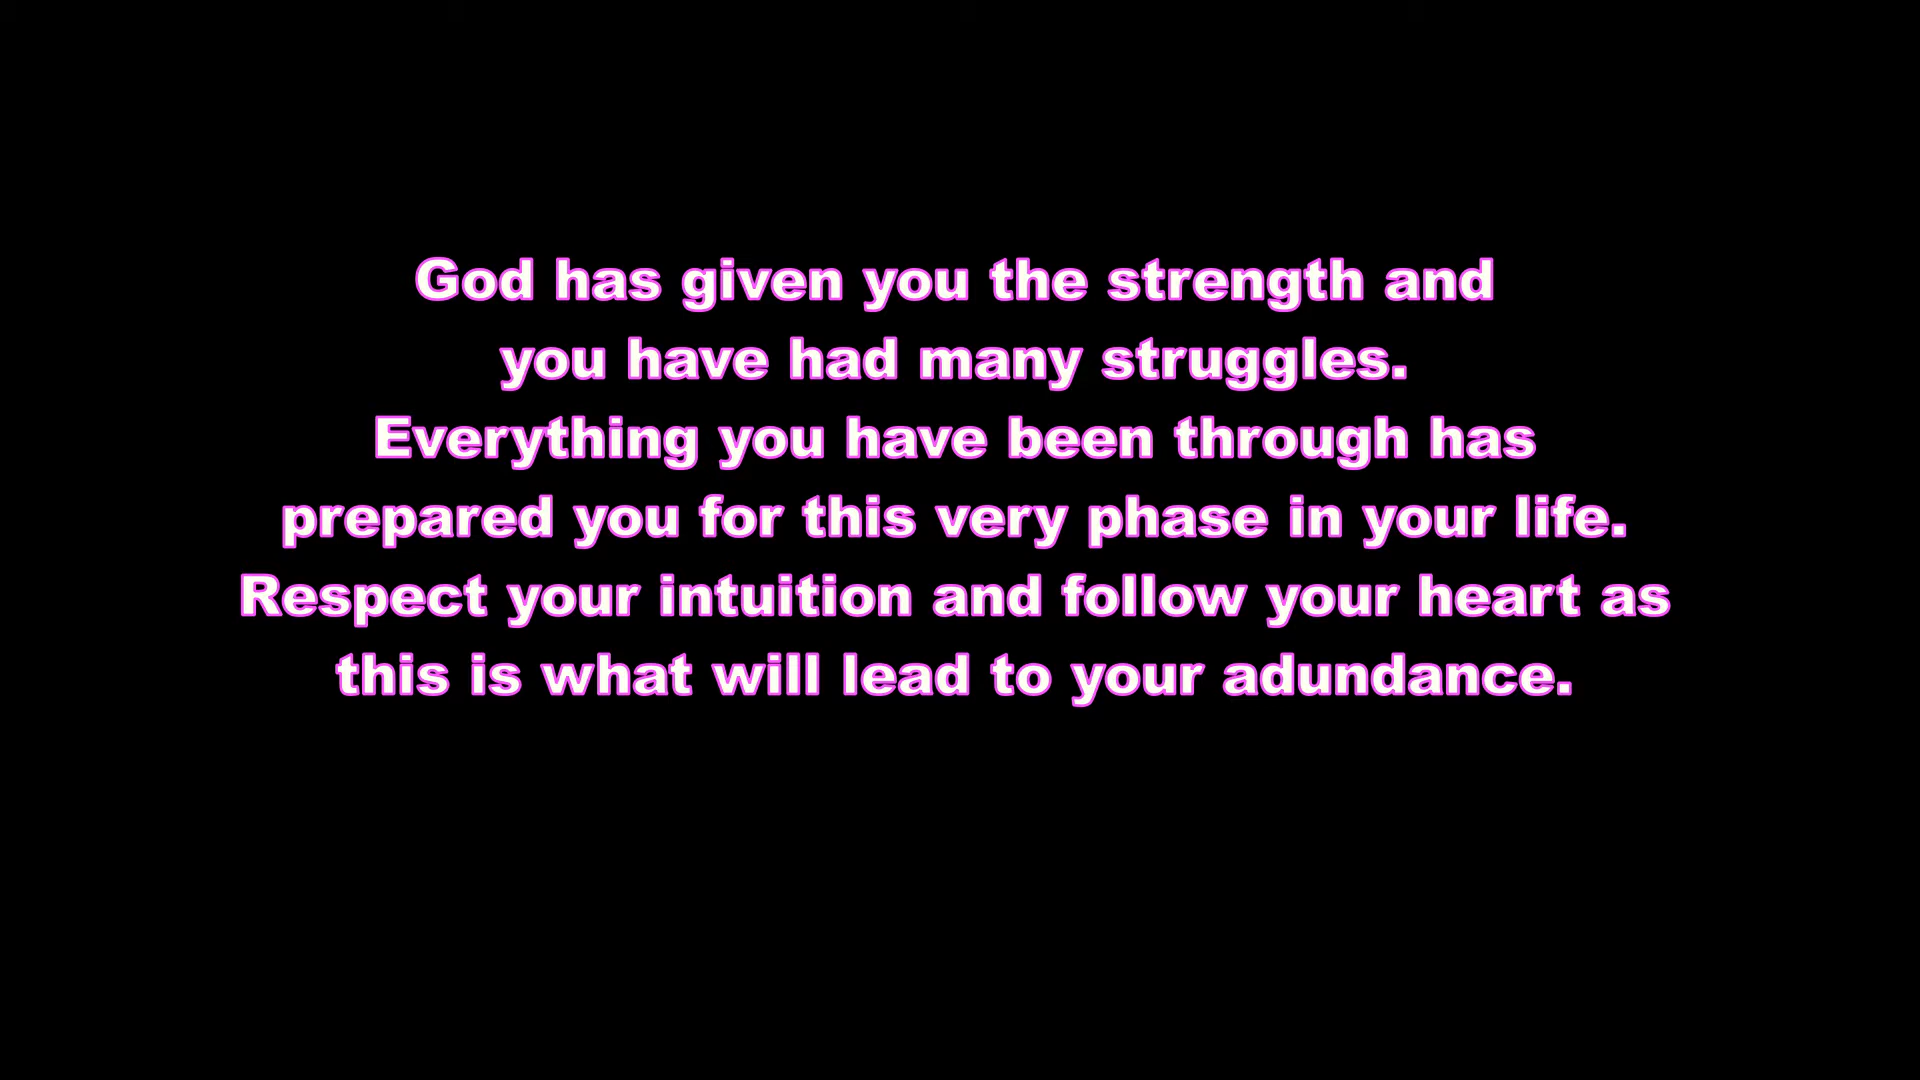 God has given you the strength and
you have had many struggles.
Everything you have been through has
prepared you for this very phase in your life.
Respect your intuition and follow your heart as
this is what will lead to your adundance.